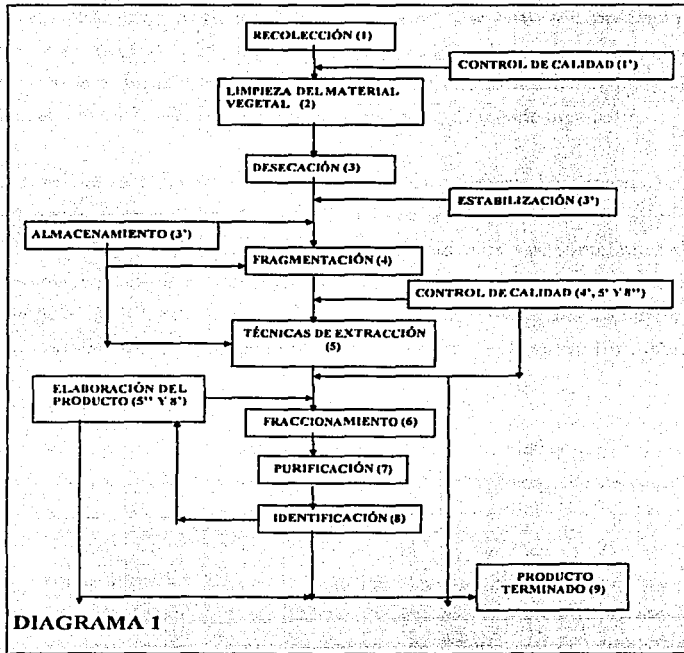 RECOLECCIÓN (1)
CONTROL DE CALIDAD (1')
LIMPIEZA DEL MATERIAL
VEGETAL (2)
DESECACIÓN (3)
ESTABILIZACIÓN (3')
ALMACENAMIENTO (3')
FRAGMENTACIÓN (4)
CONTROL DE CALIDAD (4', 5' Y 8'')
TÉCNICAS DE EXTRACCIÓN
(5)
ELABORACIÓN DEL
PRODUCTO (5'' Y 8')
FRACCIONAMIENTO (6)
PURIFICACIÓN (7)
IDENTIFICACIÓN (8)
PRODUCTO
TERMINADO (9)
DIAGRAMA 1